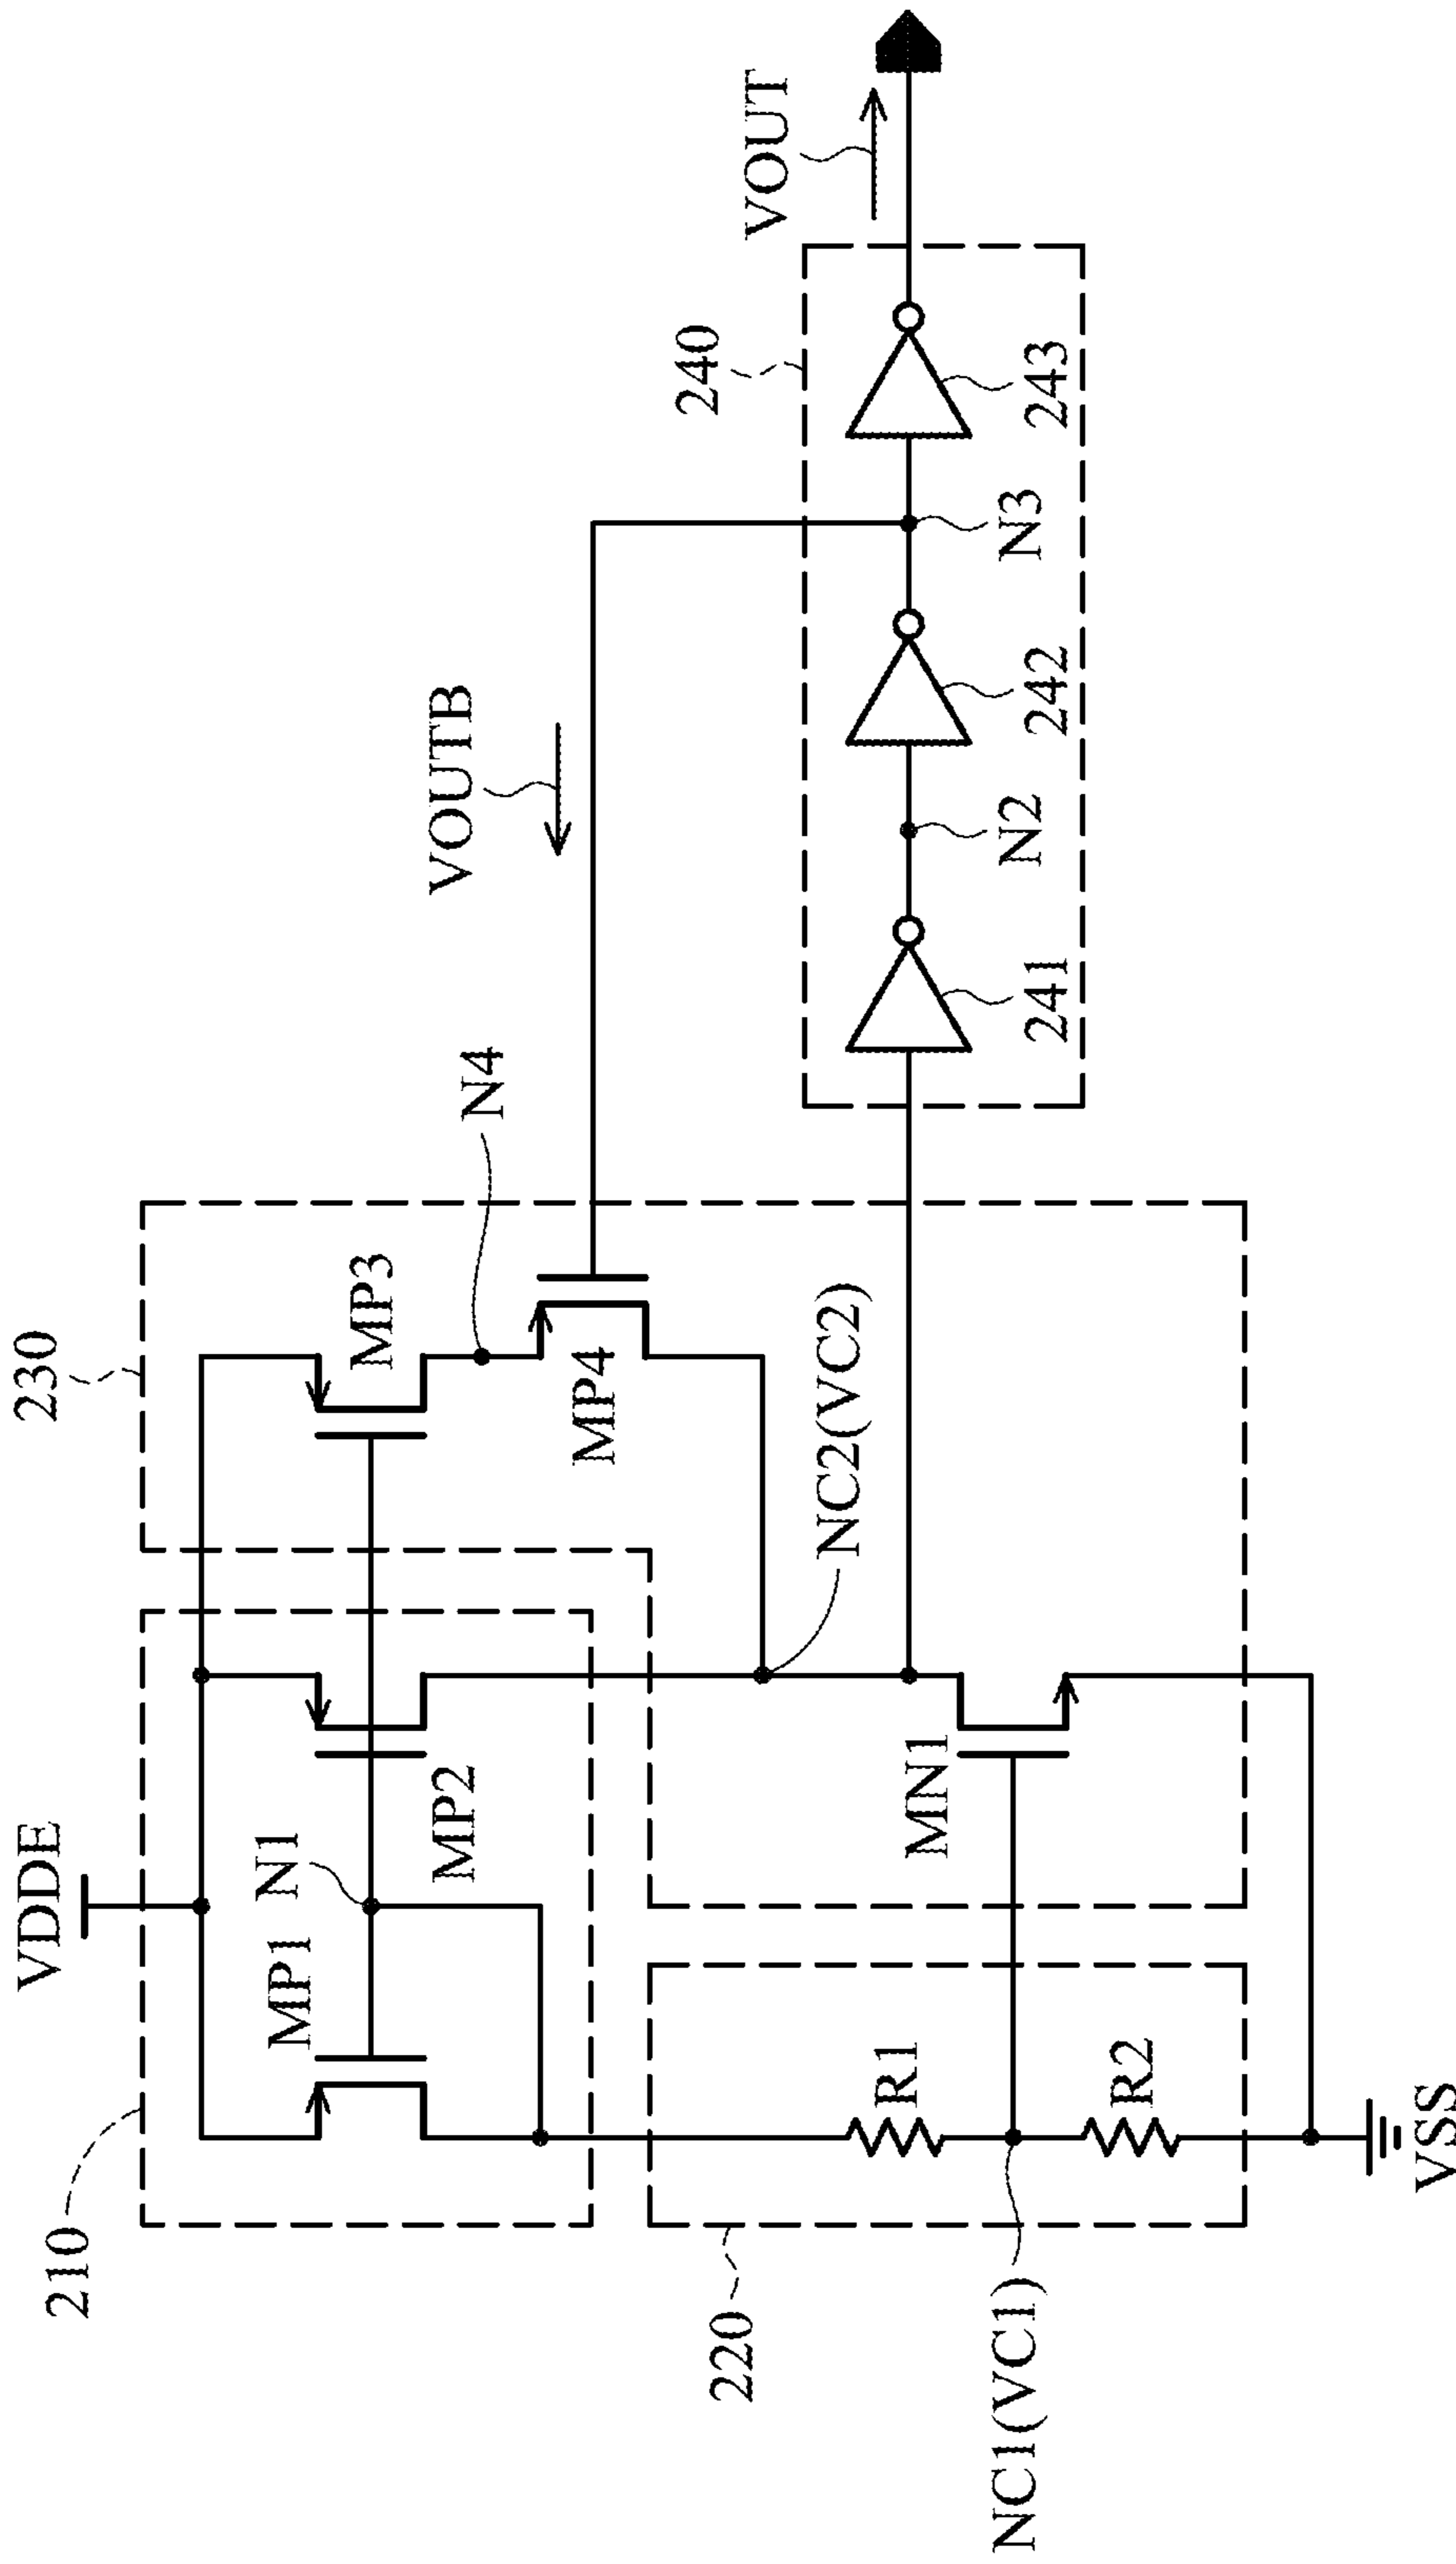 VDDE
210
MP1
N1
MP2
230
MP3
N4
MP4
VOUTB
VOUT
240
NC2(VC2)
241
N2
242
N3
243
MN1
220
R1
NC1(VC1)
R2
VSS